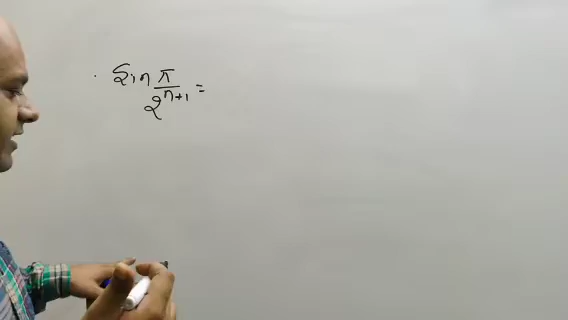 sin π/2^(n+1) =